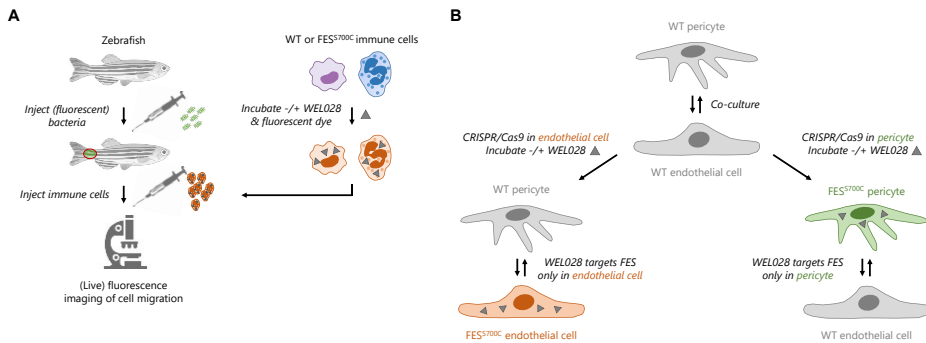 A
Zebrafish
WT or FES^S700C immune cells
Inject (fluorescent)
bacteria
Incubate -/+ WEL028
& fluorescent dye
Inject immune cells
(Live) fluorescence
imaging of cell migration
B
WT pericyte
Co-culture
CRISPR/Cas9 in endothelial cell
Incubate -/+ WEL028
CRISPR/Cas9 in pericyte
Incubate -/+ WEL028
WT endothelial cell
WT pericyte
FES^S700C pericyte
WEL028 targets FES
only in endothelial cell
WEL028 targets FES
only in pericyte
FES^S700C endothelial cell
WT endothelial cell